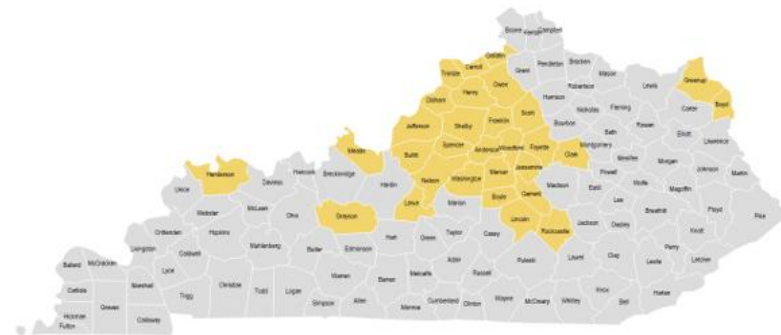 Boone
Campbell
Gallatin
Carroll
Grant
Pendleton
Bracken
Trimble
Owen
Mason
Lewis
Greenup
Henry
Robertson
Boyd
Oldham
Harrison
Fleming
Carter
Scott
Nicholas
Jefferson
Shelby
Franklin
Bourbon
Rowan
Elliott
Lawrence
Bath
Meade
Spencer
Anderson
Woodford
Fayette
Montgomery
Bullitt
Clark
Menifee
Morgan
Henderson
Hancock
Nelson
Washington
Mercer
Jessamine
Powell
Johnson
Martin
Daviess
Breckinridge
Hardin
Madison
Estill
Wolfe
Magoffin
Union
Boyle
Garrard
Webster
McLean
Larue
Marion
Lee
Breathitt
Floyd
Grayson
Lincoln
Pike
Ohio
Taylor
Rockcastle
Jackson
Owsley
Crittenden
Hopkins
Hart
Green
Casey
Knott
Livingston
Muhlenberg
Butler
Edmonson
Perry
Caldwell
Adair
Pulaski
Laurel
Clay
Leslie
Letcher
Ballard
McCracken
Lyon
Warren
Barren
Metcalfe
Russell
Carlisle
Marshall
Trigg
Christian
Todd
Logan
Knox
Harlan
Graves
Simpson
Allen
Monroe
Cumberland
Clinton
Wayne
McCreary
Whitley
Bell
Hickman
Fulton
Calloway